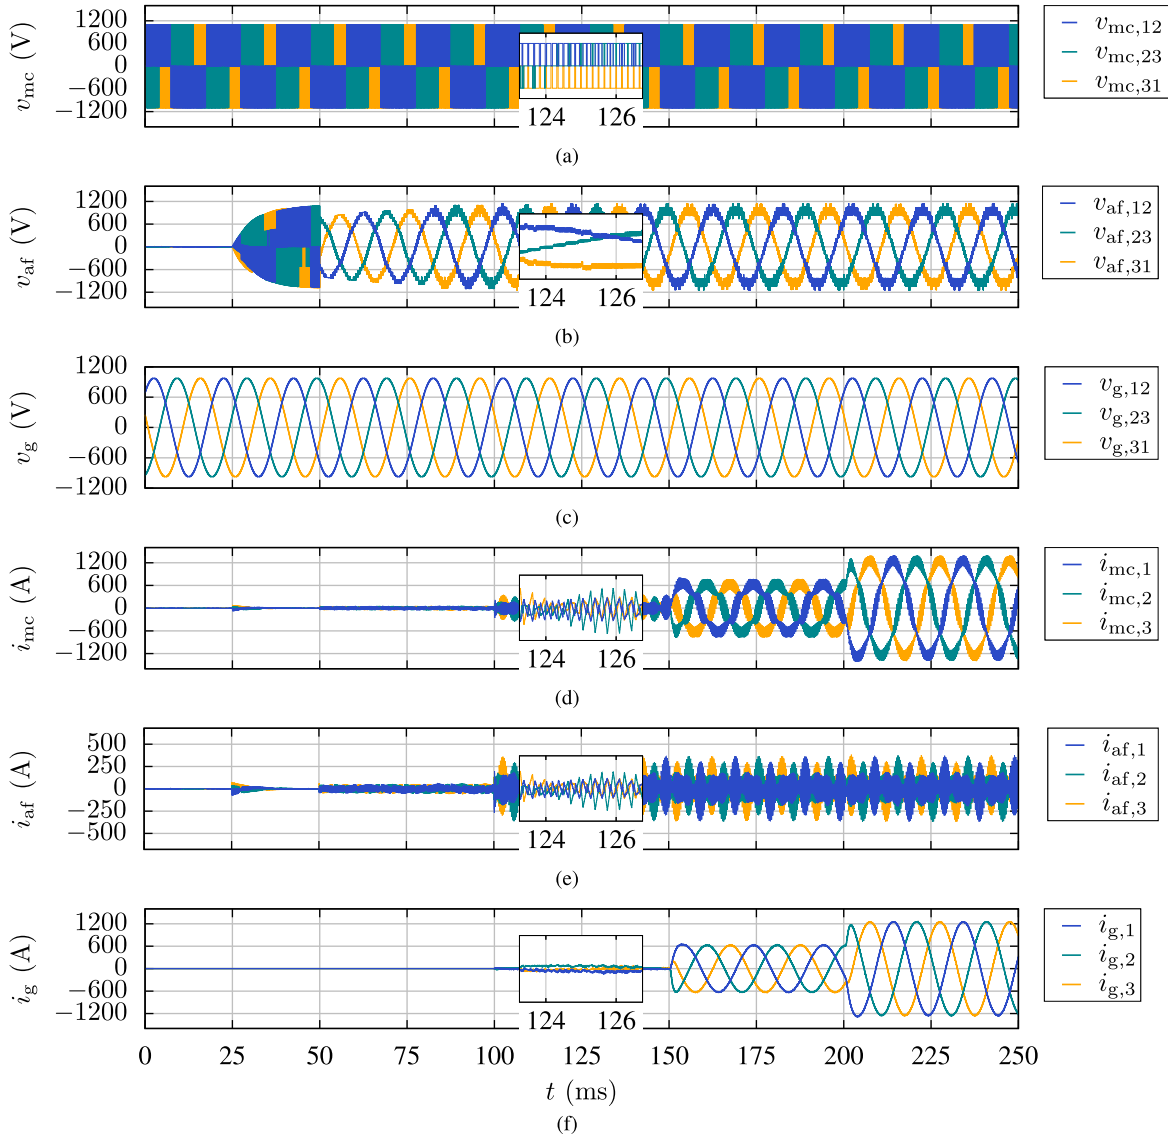 1200
600
0
−600
−1200
v_mc (V)
124
126
v_mc,12
v_mc,23
v_mc,31
(a)
1200
600
0
−600
−1200
v_af (V)
124
126
v_af,12
v_af,23
v_af,31
(b)
1200
600
0
−600
−1200
v_g (V)
v_g,12
v_g,23
v_g,31
(c)
1200
600
0
−600
−1200
i_mc (A)
124
126
i_mc,1
i_mc,2
i_mc,3
(d)
500
250
0
−250
−500
i_af (A)
124
126
i_af,1
i_af,2
i_af,3
(e)
1200
600
0
−600
−1200
i_g (A)
124
126
i_g,1
i_g,2
i_g,3
0 25 50 75 100 125 150 175 200 225 250
t (ms)
(f)